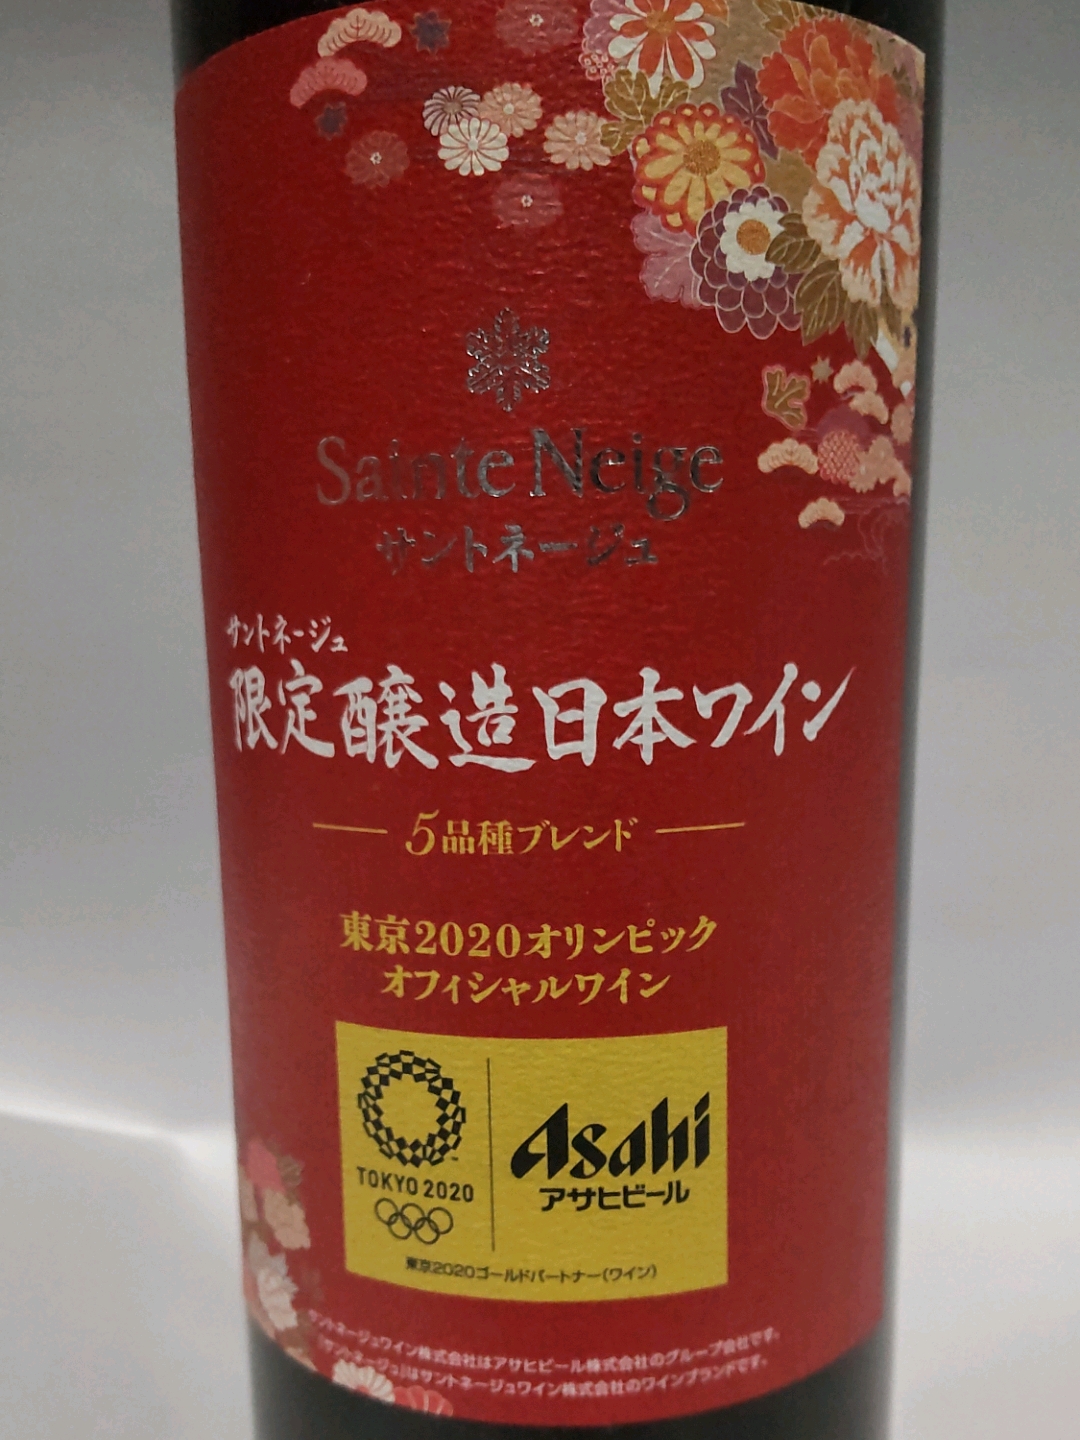 Sainte Neige
サントネージュ
サントネージュ
限定醸造日本ワイン
5品種ブレンド
東京2020オリンピック
オフィシャルワイン
TOKYO 2020
Asahi
アサヒビール
東京2020ゴールドパートナー(ワイン)
サントネージュワイン株式会社はアサヒビール株式会社のグループ会社です。
「サントネージュ」はサントネージュワイン株式会社のワインブランドです。